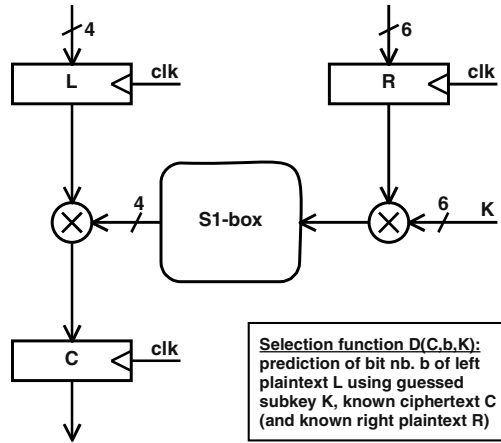 4
6
L
clk
R
clk
4
S1-box
6
K
C
clk
Selection function D(C,b,K):
prediction of bit nb. b of left
plaintext L using guessed
subkey K, known ciphertext C
(and known right plaintext R)